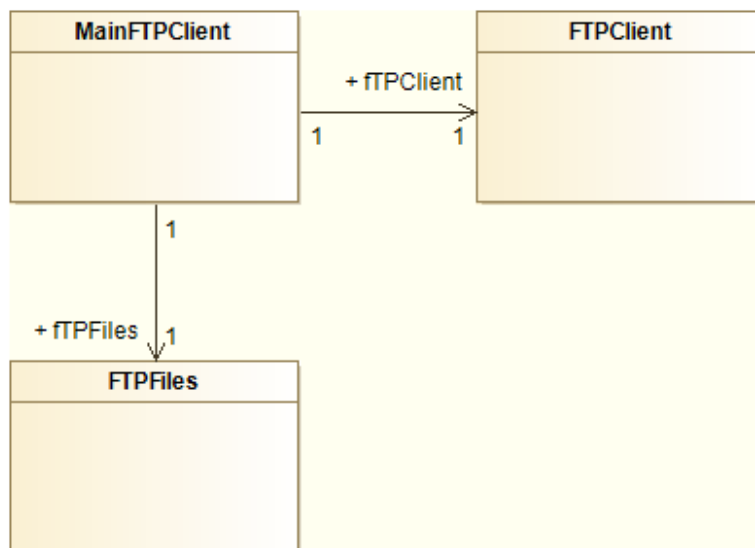 MainFTPClient
FTPClient
+ fTPClient
1
1
1
+ fTPFiles
1
FTPFiles